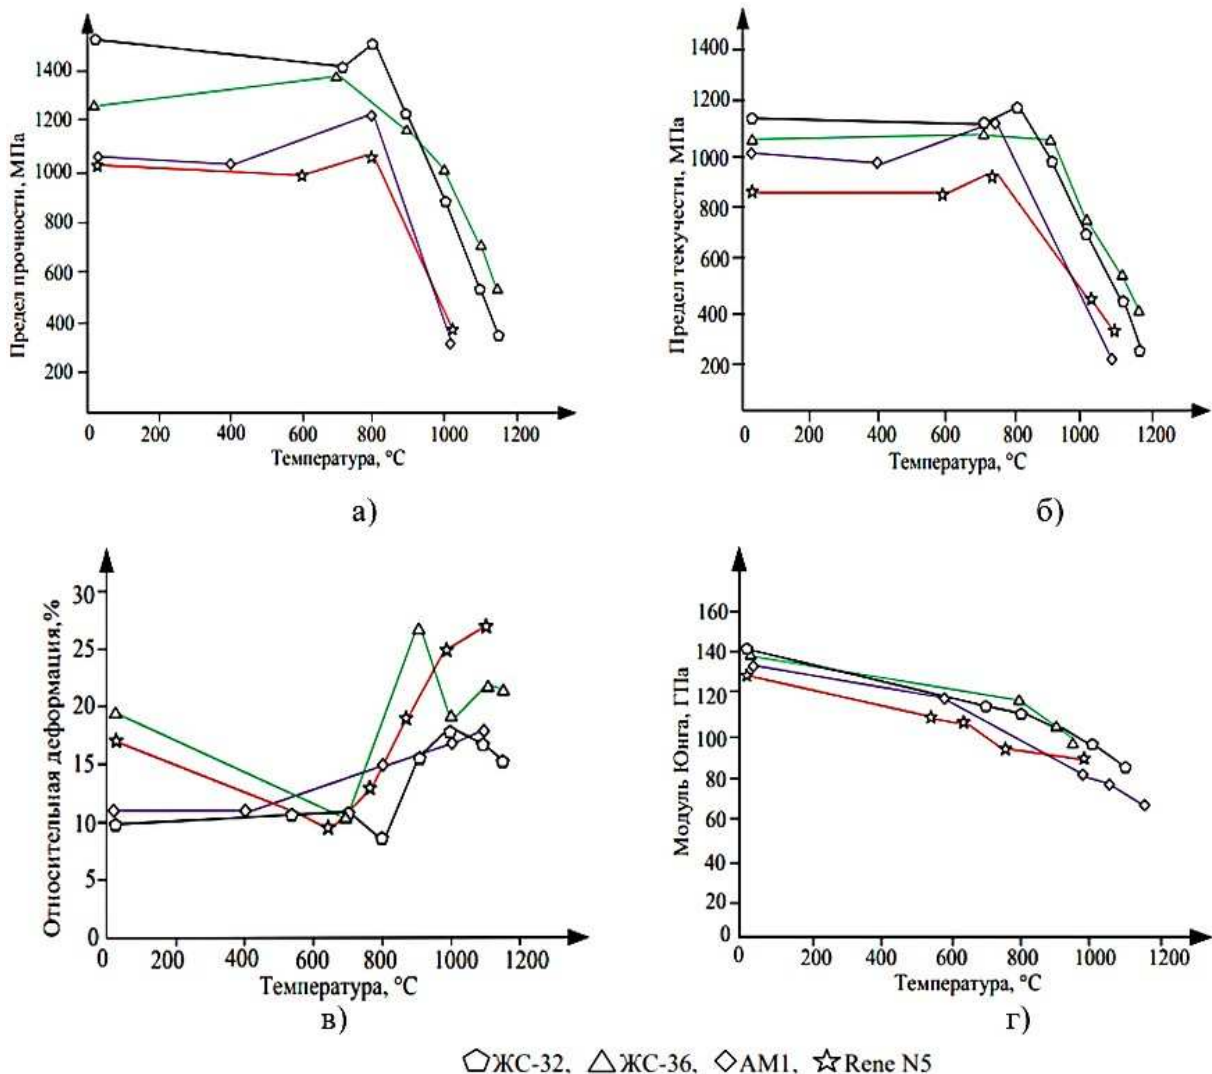 а)
Предел прочности, МПа
1400
1200
1000
800
600
400
200
0 200 400 600 800 1000 1200
Температура, °C
б)
Предел текучести, МПа
1400
1200
1000
800
600
400
200
0 200 400 600 800 1000 1200
Температура, °C
а)
б)
Относительная деформация,%
30
25
20
15
10
5
0
0 200 400 600 800 1000 1200
Температура, °C
в)
Модуль Юнга, ГПа
160
140
120
100
80
60
40
20
0
0 200 400 600 800 1000 1200
Температура, °C
г)
ЖС-32, ЖС-36, АМ1, Rene N5